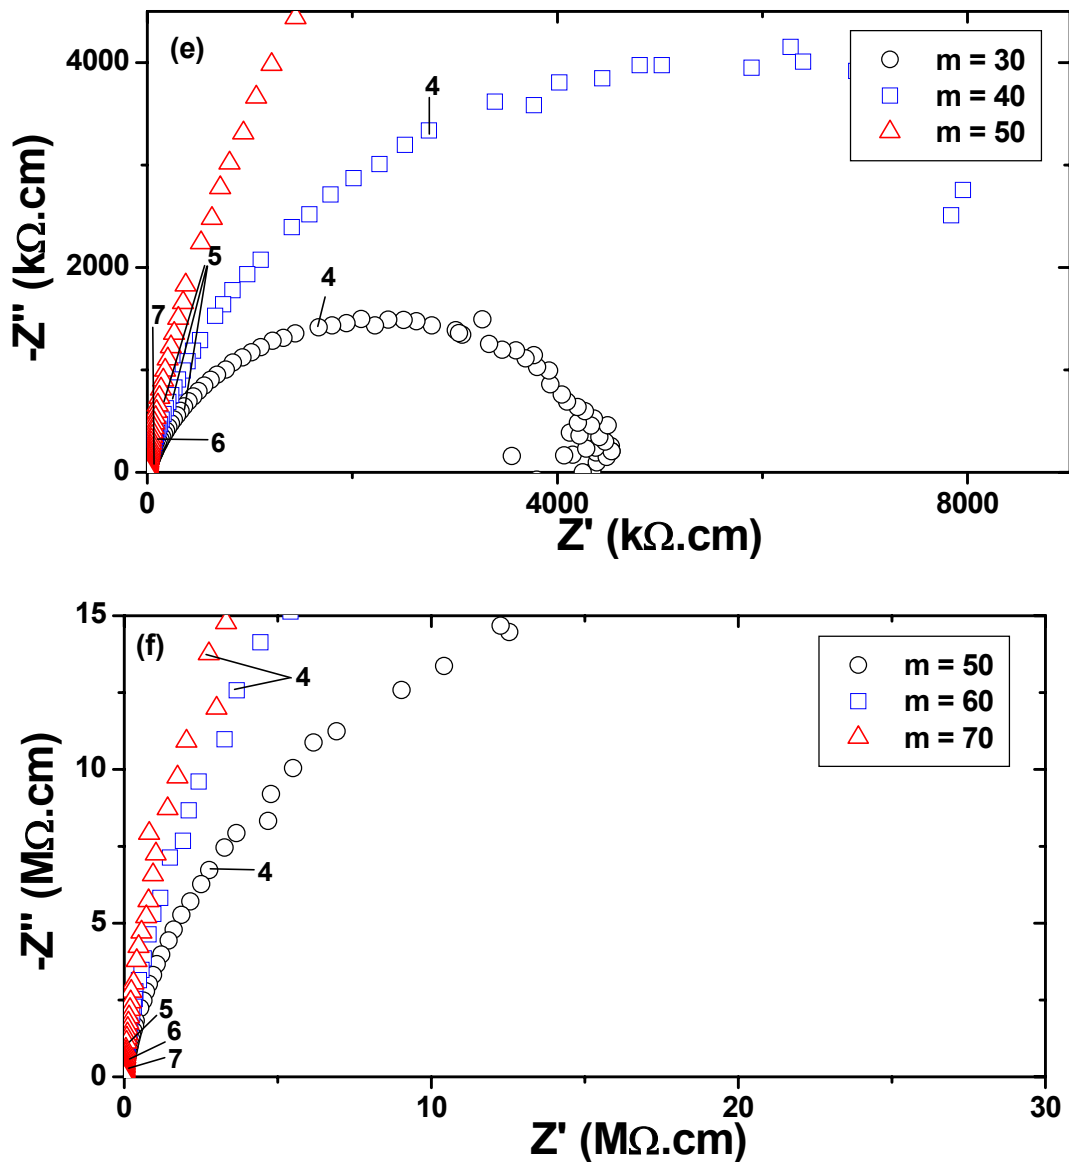 (e)
m = 30
m = 40
m = 50
4000
2000
0
-Z'' (kΩ.cm)
4
4
5
7
6
0
4000
8000
Z' (kΩ.cm)
(f)
m = 50
m = 60
m = 70
15
10
5
0
-Z'' (MΩ.cm)
4
4
5
6
7
0
10
20
30
Z' (MΩ.cm)